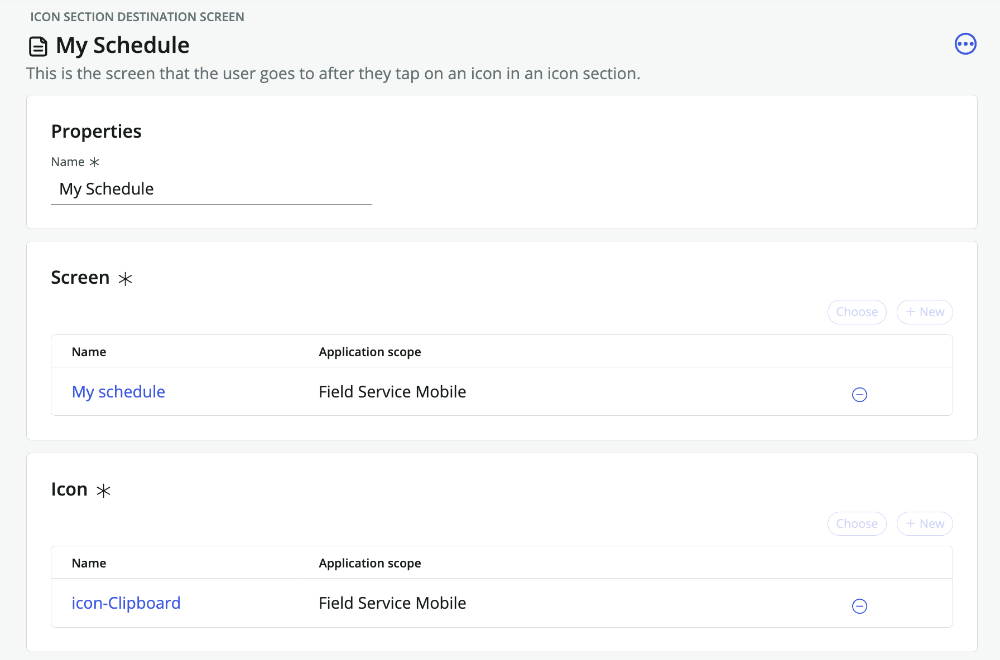 ICON SECTION DESTINATION SCREEN
My Schedule
This is the screen that the user goes to after they tap on an icon in an icon section.
Properties
Name *
My Schedule
Screen *
Choose + New
Name Application scope
My schedule Field Service Mobile
Icon *
Choose + New
Name Application scope
icon-Clipboard Field Service Mobile